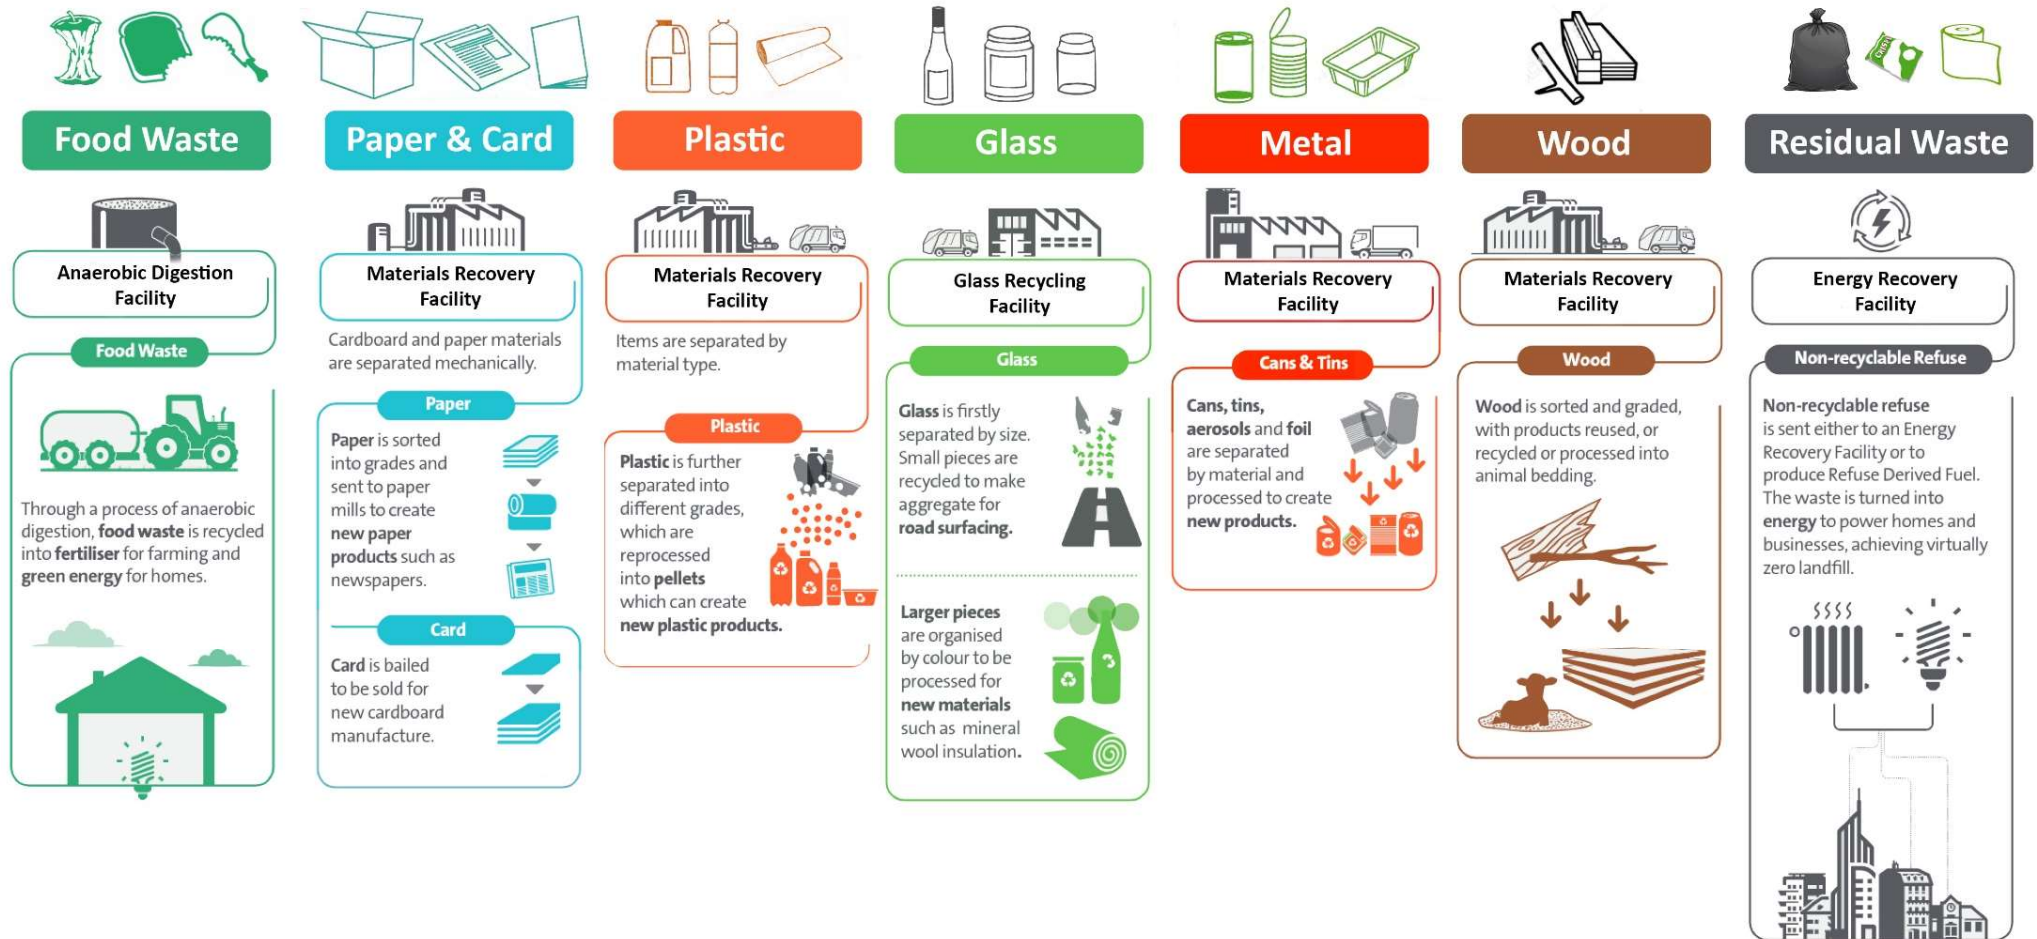 Food Waste
Anaerobic Digestion
Facility
Food Waste
Through a process of anaerobic
digestion, food waste is recycled
into fertiliser for farming and
green energy for homes.
Paper & Card
Materials Recovery
Facility
Cardboard and paper materials
are separated mechanically.
Paper
Paper is sorted
into grades and
sent to paper
mills to create
new paper
products such as
newspapers.
Card
Card is bailed
to be sold for
new cardboard
manufacture.
Plastic
Materials Recovery
Facility
Items are separated by
material type.
Plastic
Plastic is further
separated into
different grades,
which are
reprocessed
into pellets
which can create
new plastic products.
Glass
Glass Recycling
Facility
Glass
Glass is firstly
separated by size.
Small pieces are
recycled to make
aggregate for
road surfacing.
Larger pieces
are organised
by colour to be
processed for
new materials
such as mineral
wool insulation.
Metal
Materials Recovery
Facility
Cans & Tins
Cans, tins,
aerosols and foil
are separated
by material and
processed to create
new products.
Wood
Materials Recovery
Facility
Wood
Wood is sorted and graded,
with products reused, or
recycled or processed into
animal bedding.
CRISPS
Residual Waste
Energy Recovery
Facility
Non-recyclable Refuse
Non-recyclable refuse
is sent either to an Energy
Recovery Facility or to
produce Refuse Derived Fuel.
The waste is turned into
energy to power homes and
businesses, achieving virtually
zero landfill.